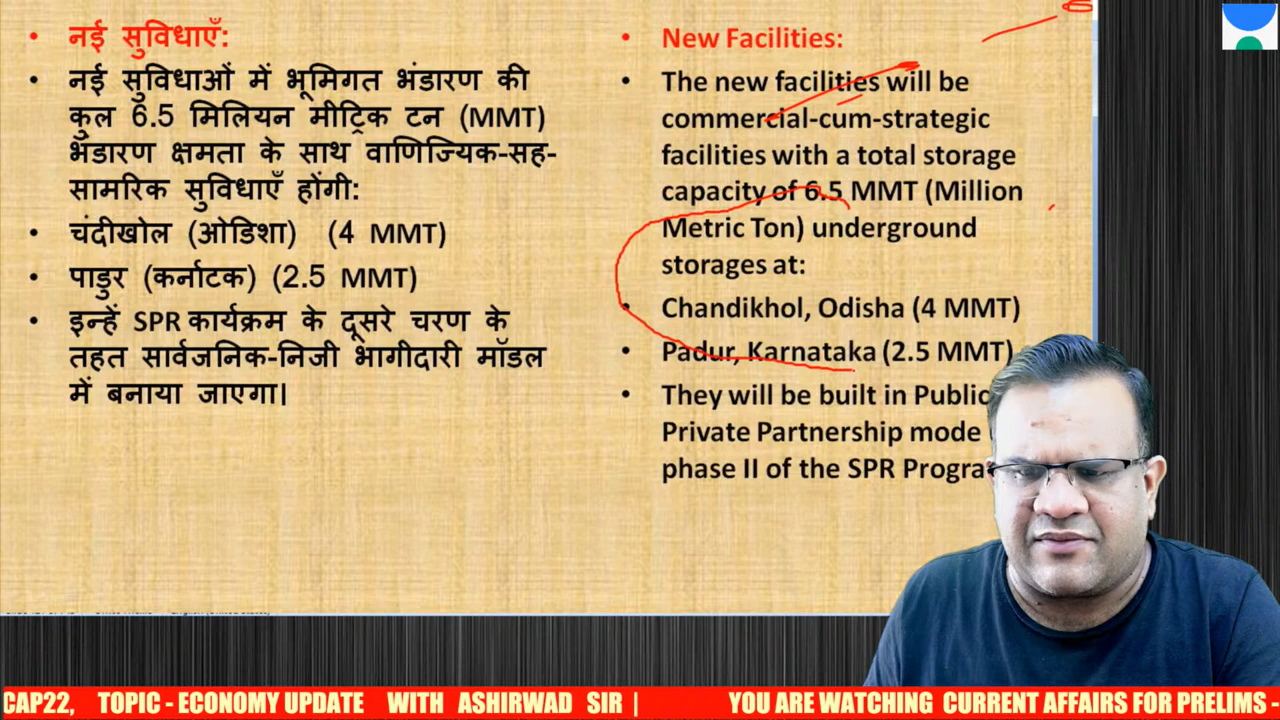 नई सुविधाएँ:
नई सुविधाओं में भूमिगत भंडारण की
कुल 6.5 मिलियन मीट्रिक टन (MMT)
भंडारण क्षमता के साथ वाणिज्यिक-सह-
सामरिक सुविधाएँ होंगी:
चंदीखोल (ओडिशा) (4 MMT)
पाडुर (कर्नाटक) (2.5 MMT)
इन्हें SPR कार्यक्रम के दूसरे चरण के
तहत सार्वजनिक-निजी भागीदारी मॉडल
में बनाया जाएगा।
New Facilities:
The new facilities will be
commercial-cum-strategic
facilities with a total storage
capacity of 6.5 MMT (Million
Metric Ton) underground
storages at:
Chandikhol, Odisha (4 MMT)
Padur, Karnataka (2.5 MMT)
They will be built in Public
Private Partnership mode
phase II of the SPR Progra
CAP22, TOPIC - ECONOMY UPDATE WITH ASHIRWAD SIR | YOU ARE WATCHING CURRENT AFFAIRS FOR PRELIMS -